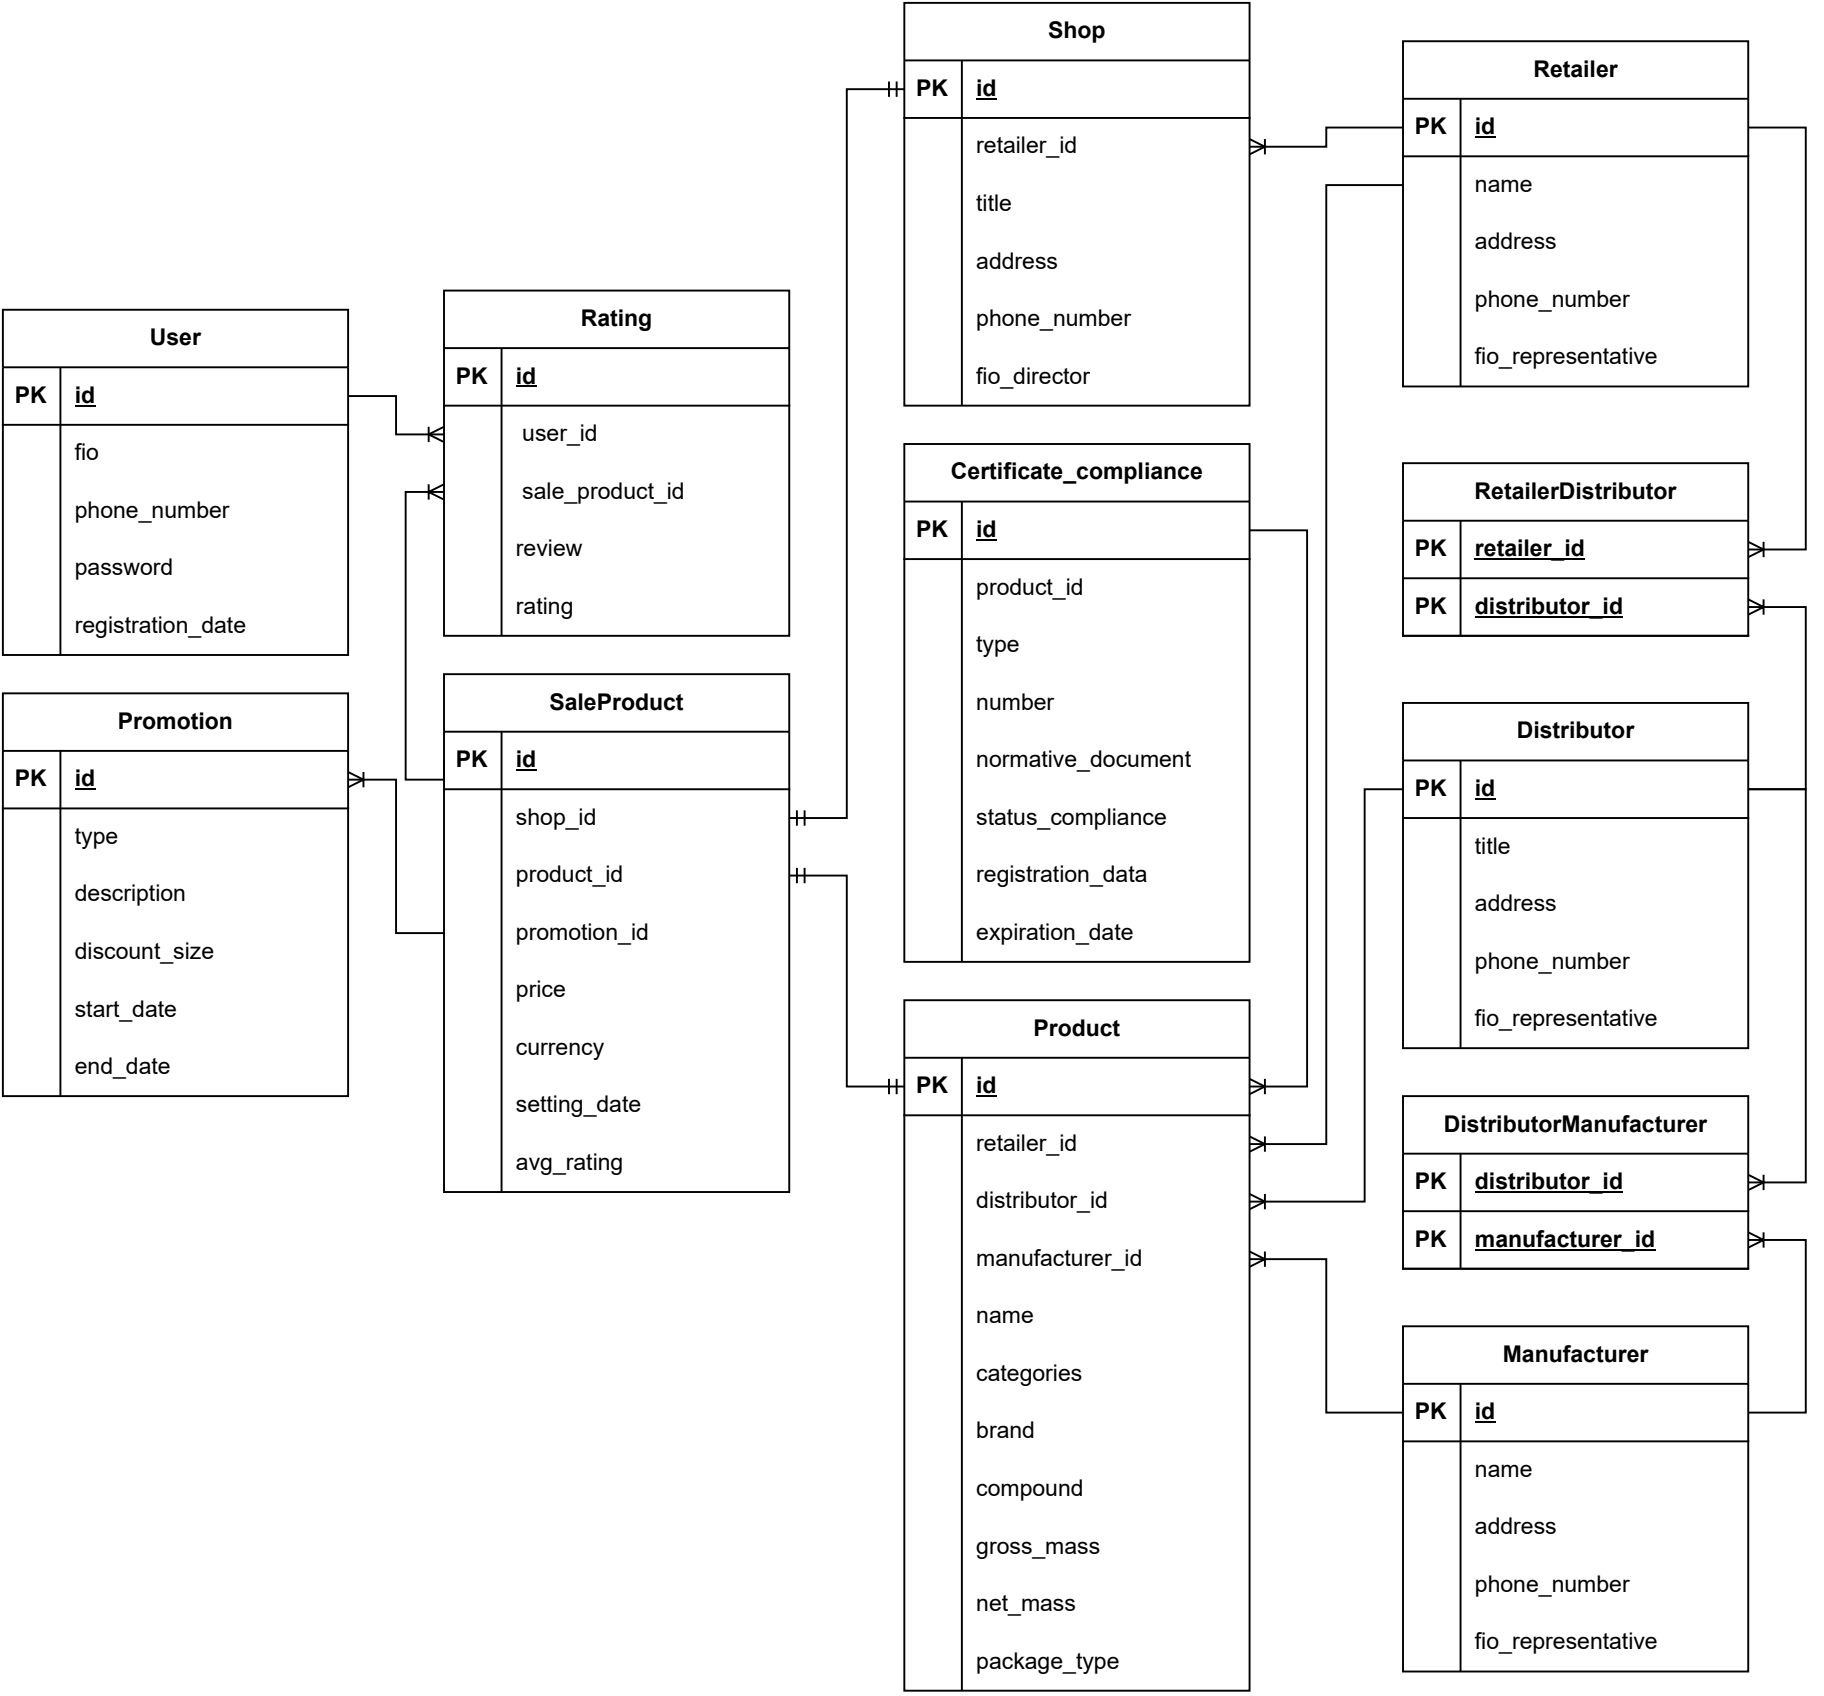 Shop
PK id
retailer_id
title
address
phone_number
fio_director
Retailer
PK id
name
address
phone_number
fio_representative
User
PK id
fio
phone_number
password
registration_date
Rating
PK id
user_id
sale_product_id
review
rating
Certificate_compliance
PK id
product_id
type
number
normative_document
status_compliance
registration_data
expiration_date
RetailerDistributor
PK retailer_id
PK distributor_id
Promotion
PK id
type
description
discount_size
start_date
end_date
SaleProduct
PK id
shop_id
product_id
promotion_id
price
currency
setting_date
avg_rating
Distributor
PK id
title
address
phone_number
fio_representative
Product
PK id
retailer_id
distributor_id
manufacturer_id
name
categories
brand
compound
gross_mass
net_mass
package_type
DistributorManufacturer
PK distributor_id
PK manufacturer_id
Manufacturer
PK id
name
address
phone_number
fio_representative